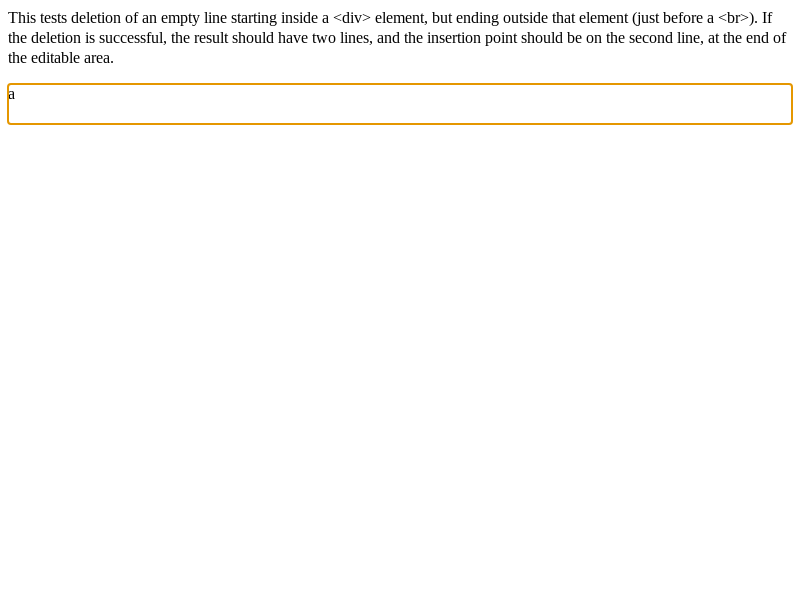 This tests deletion of an empty line starting inside a <div> element, but ending outside that element (just before a <br>). If
the deletion is successful, the result should have two lines, and the insertion point should be on the second line, at the end of
the editable area.
a